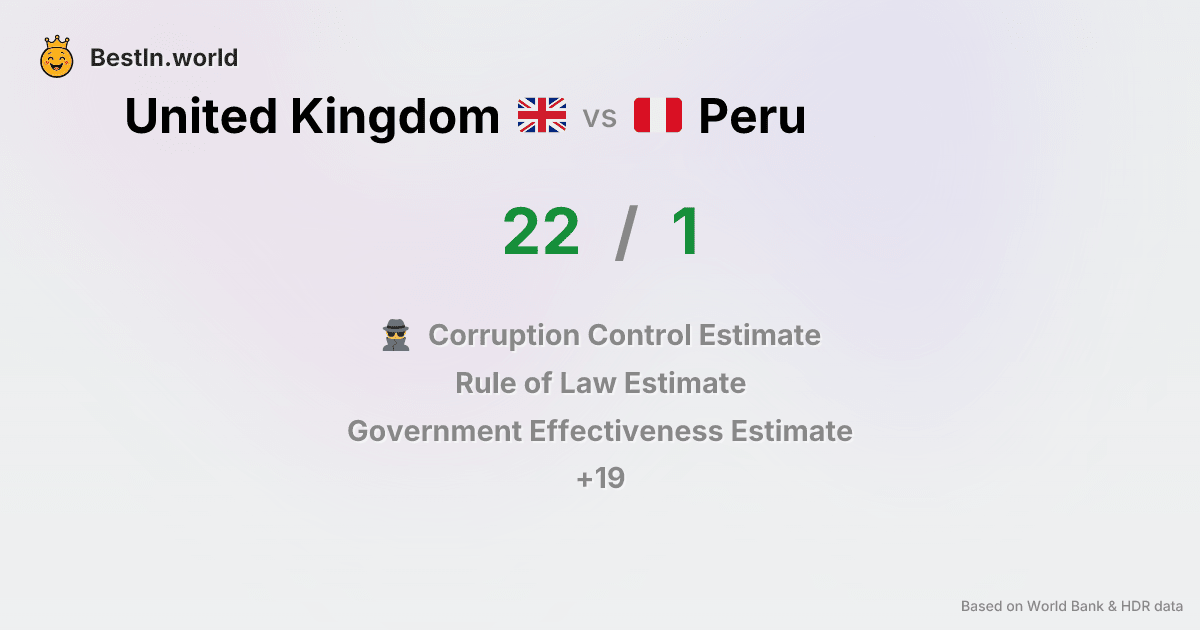 BestIn.world
United Kingdom vs Peru
22 / 1
Corruption Control Estimate
Rule of Law Estimate
Government Effectiveness Estimate
+19
Based on World Bank & HDR data